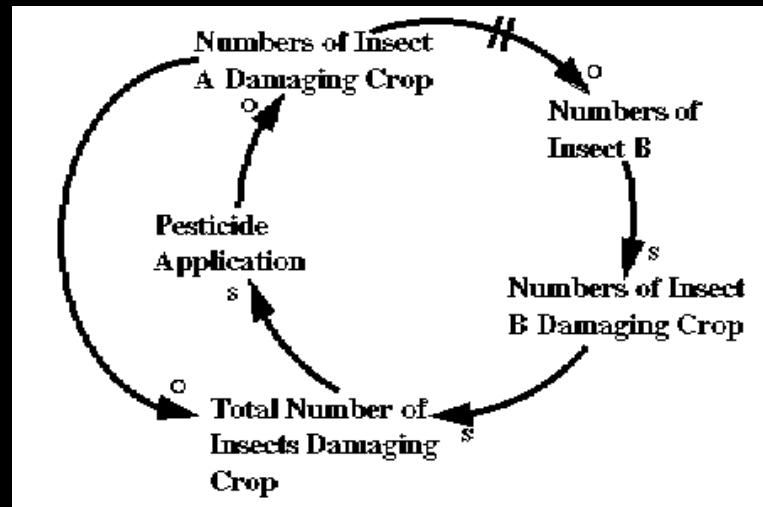 Numbers of Insect
A Damaging Crop
o
o
Numbers of
Insect B
Pesticide
Application
s
s
Numbers of Insect
B Damaging Crop
o
Total Number of
Insects Damaging
Crop
s